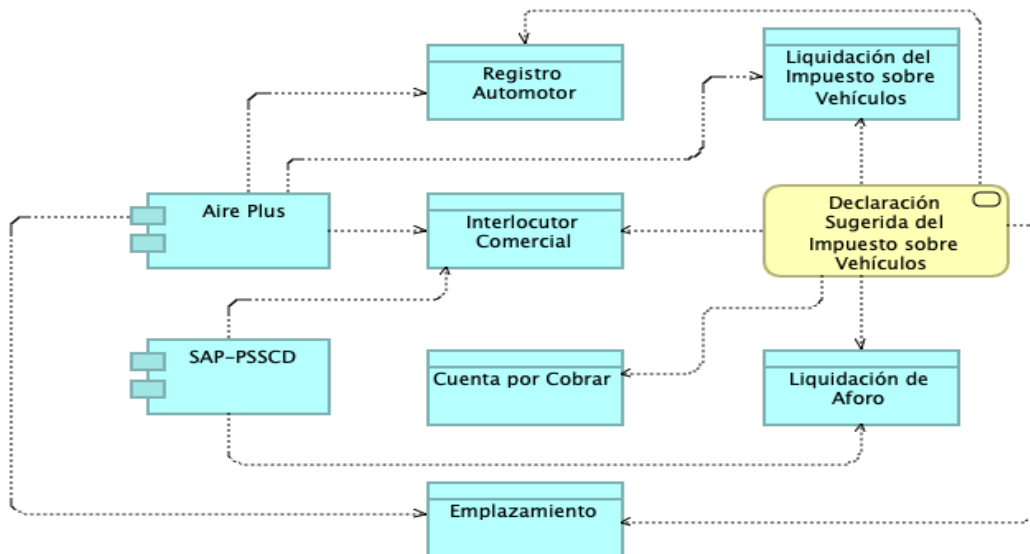 Registro
Automotor
Liquidación del
Impuesto sobre
Vehículos
Aire Plus
Interlocutor
Comercial
Declaración
Sugerida del
Impuesto sobre
Vehículos
SAP-PSSCD
Cuenta por Cobrar
Liquidación de
Aforo
Emplazamiento